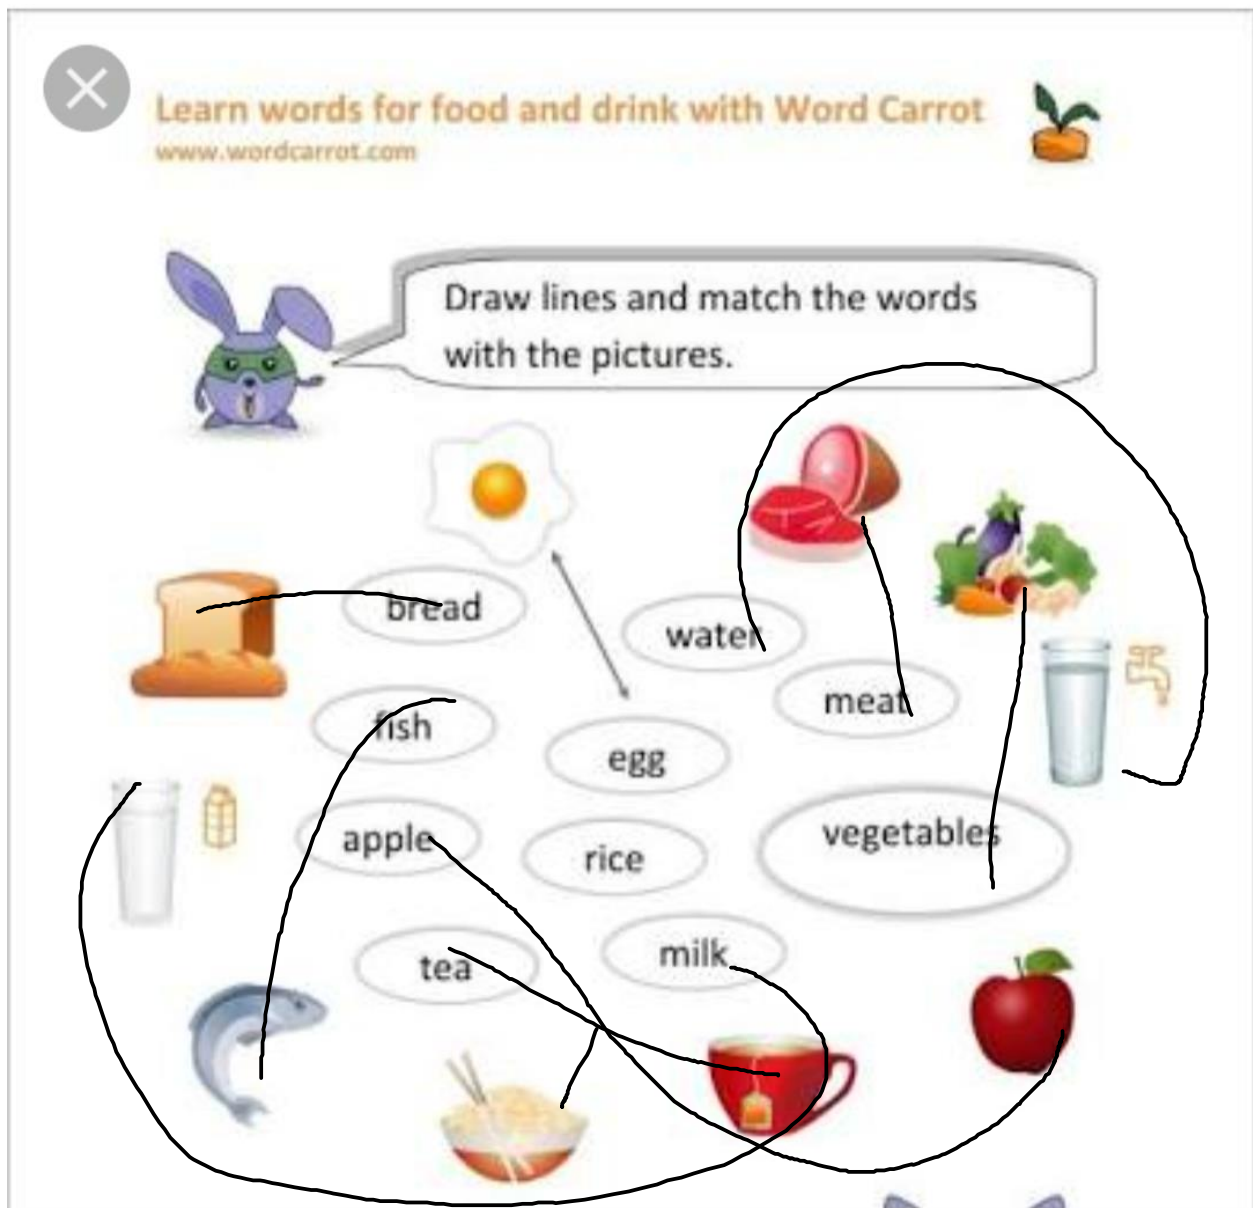 Learn words for food and drink with Word Carrot
www.wordcarrot.com
Draw lines and match the words
with the pictures.
bread
water
meat
fish
egg
apple
rice
vegetables
tea
milk